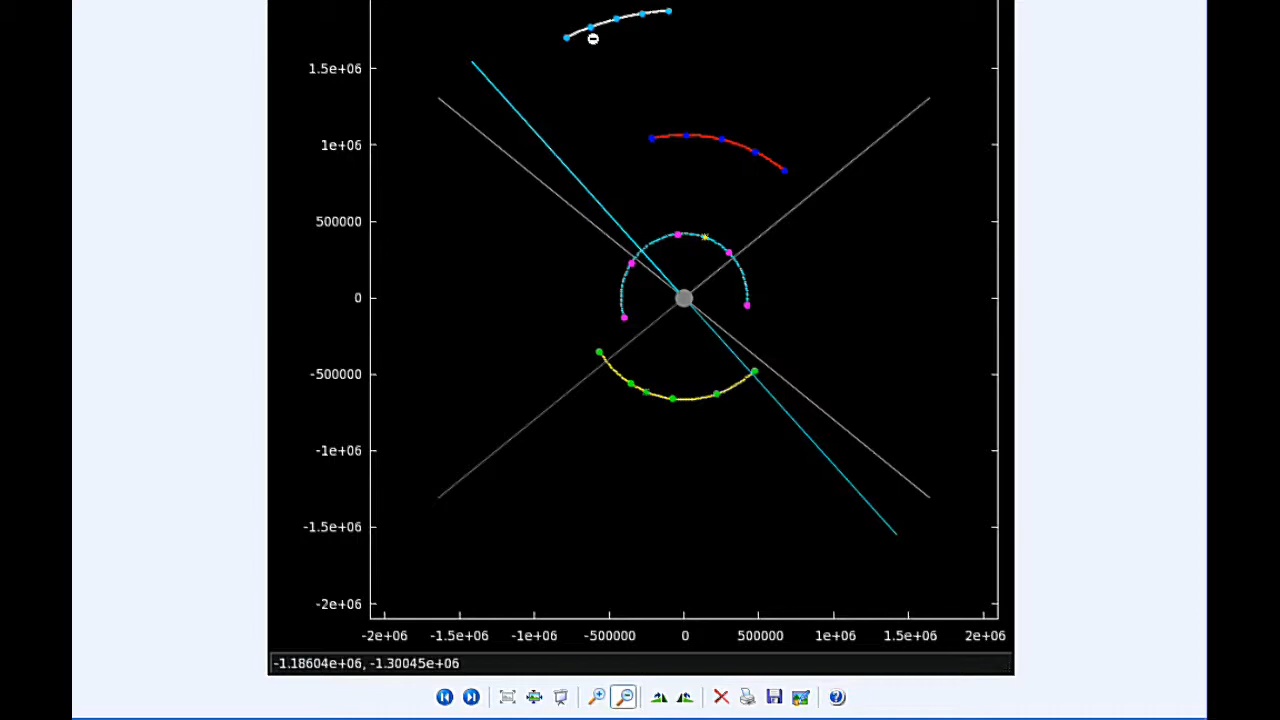 1.5e+06
1e+06
500000
0
-500000
-1e+06
-1.5e+06
-2e+06
-2e+06 -1.5e+06 -1e+06 -500000 0 500000 1e+06 1.5e+06 2e+06
-1.18604e+06, -1.30045e+06